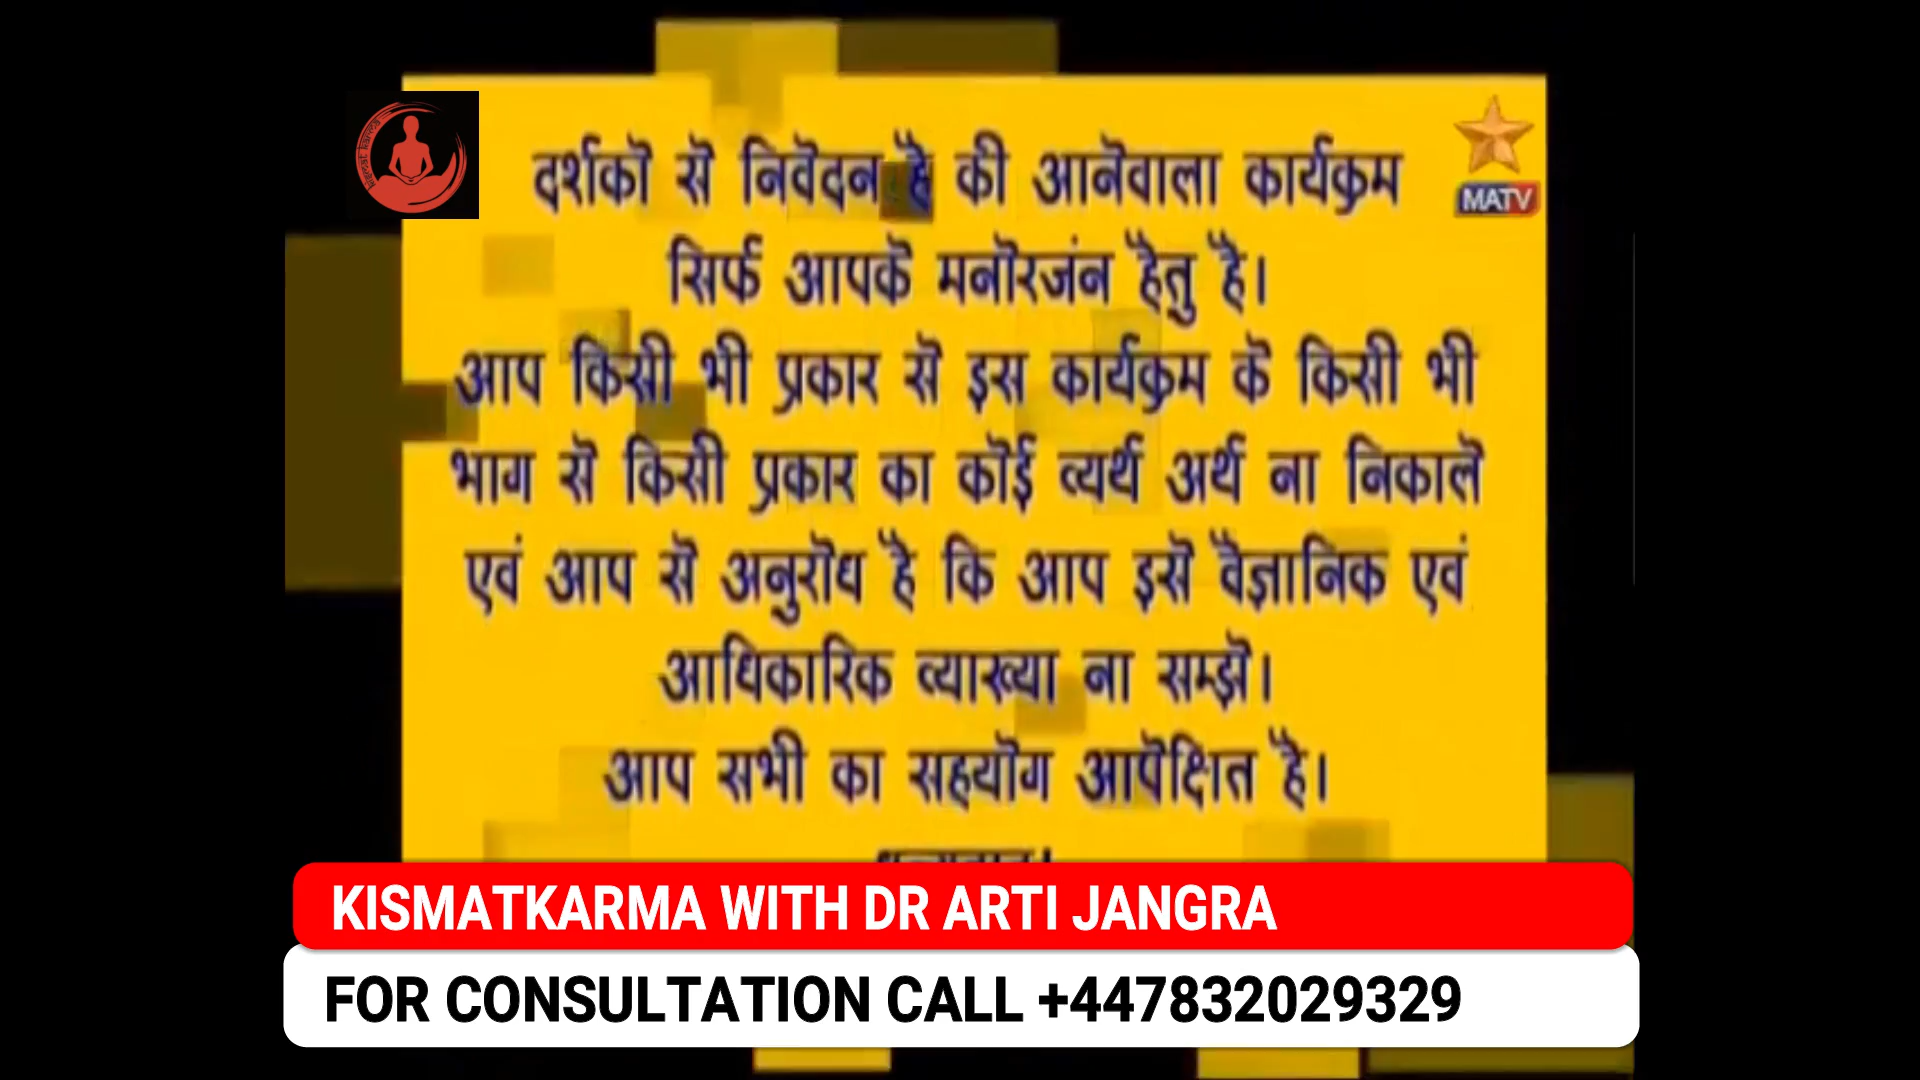 दर्शकों से निवेदन है की आनेवाला कार्यक्रम
सिर्फ आपके मनोरजंन हैतु है।
आप किसी भी प्रकार से इस कार्यक्रम के किसी भी
भाग से किसी प्रकार का कोई व्यर्थ अर्थ ना निकाले
एवं आप से अनुरोध है कि आप इसे वैज्ञानिक एवं
आधिकारिक व्याख्या ना समझे।
आप सभी का सहयोग आपेक्षित है।
MATV
KISMATKARMA WITH DR ARTI JANGRA
FOR CONSULTATION CALL +447832029329